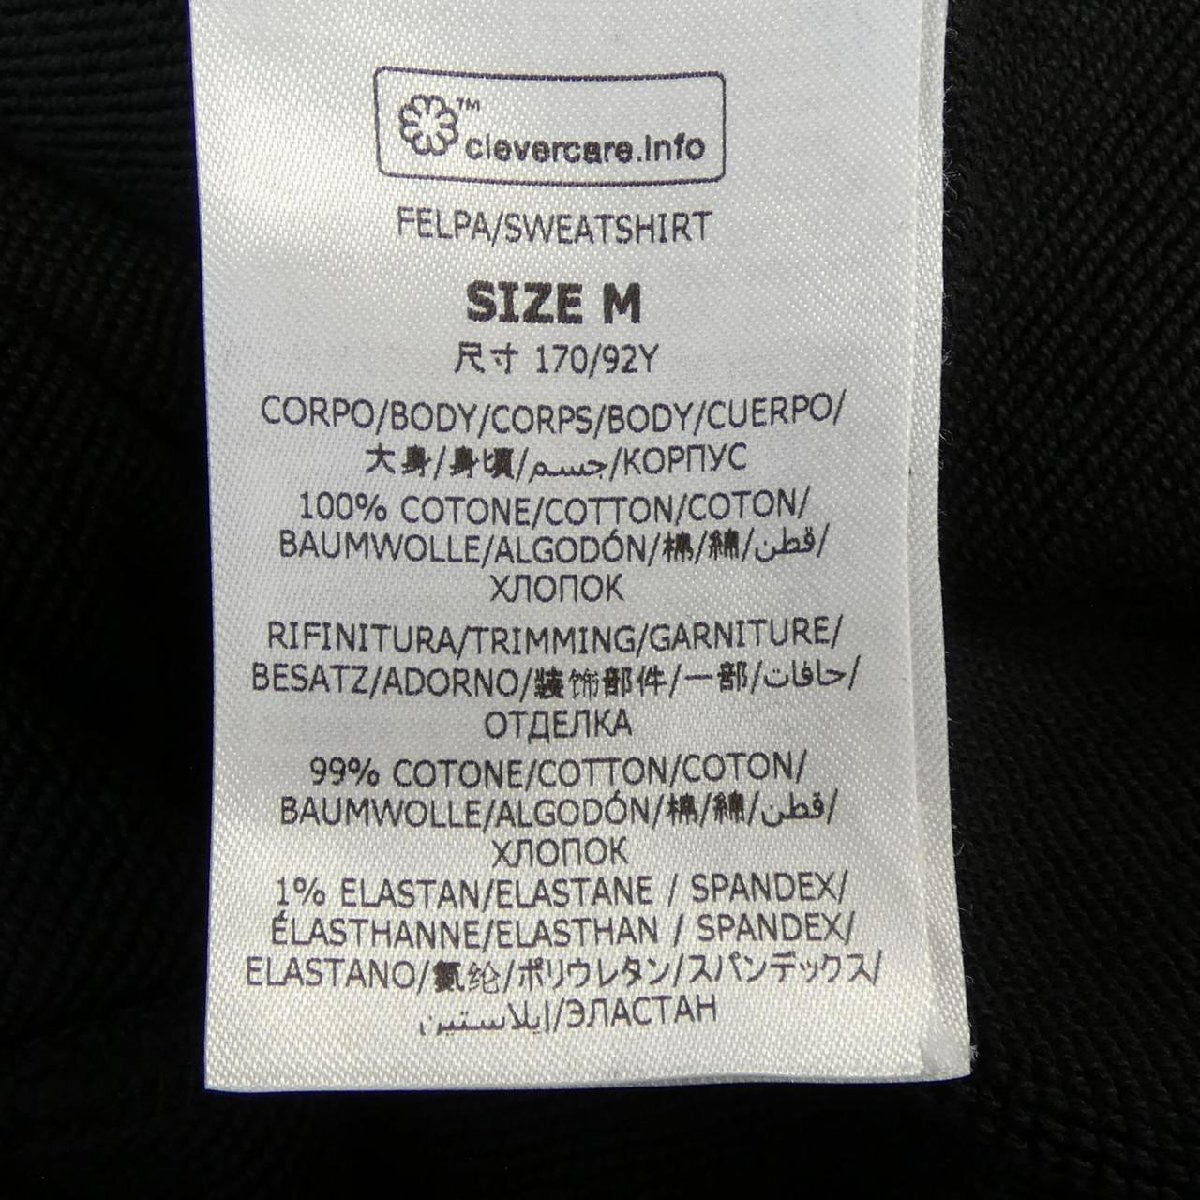 ™
clevercare.info
FELPA/SWEATSHIRT
SIZE M
尺寸 170/92Y
CORPO/BODY/CORPS/BODY/CUERPO/
大身/身頃/جسم/КОРПУС
100% COTONE/COTTON/COTON/
BAUMWOLLE/ALGODÓN/棉/綿/قطن/
ХЛОПОК
RIFINITURA/TRIMMING/GARNITURE/
BESATZ/ADORNO/装饰部件/一部/حافات/
ОТДЕЛКА
99% COTONE/COTTON/COTON/
BAUMWOLLE/ALGODÓN/棉/綿/قطن/
ХЛОПОК
1% ELASTAN/ELASTANE / SPANDEX/
ÉLASTHANNE/ELASTHAN / SPANDEX/
ELASTANO/氨纶/ポリウレタン/スパンデックス/
إيلاستين/ЭЛАСТАН